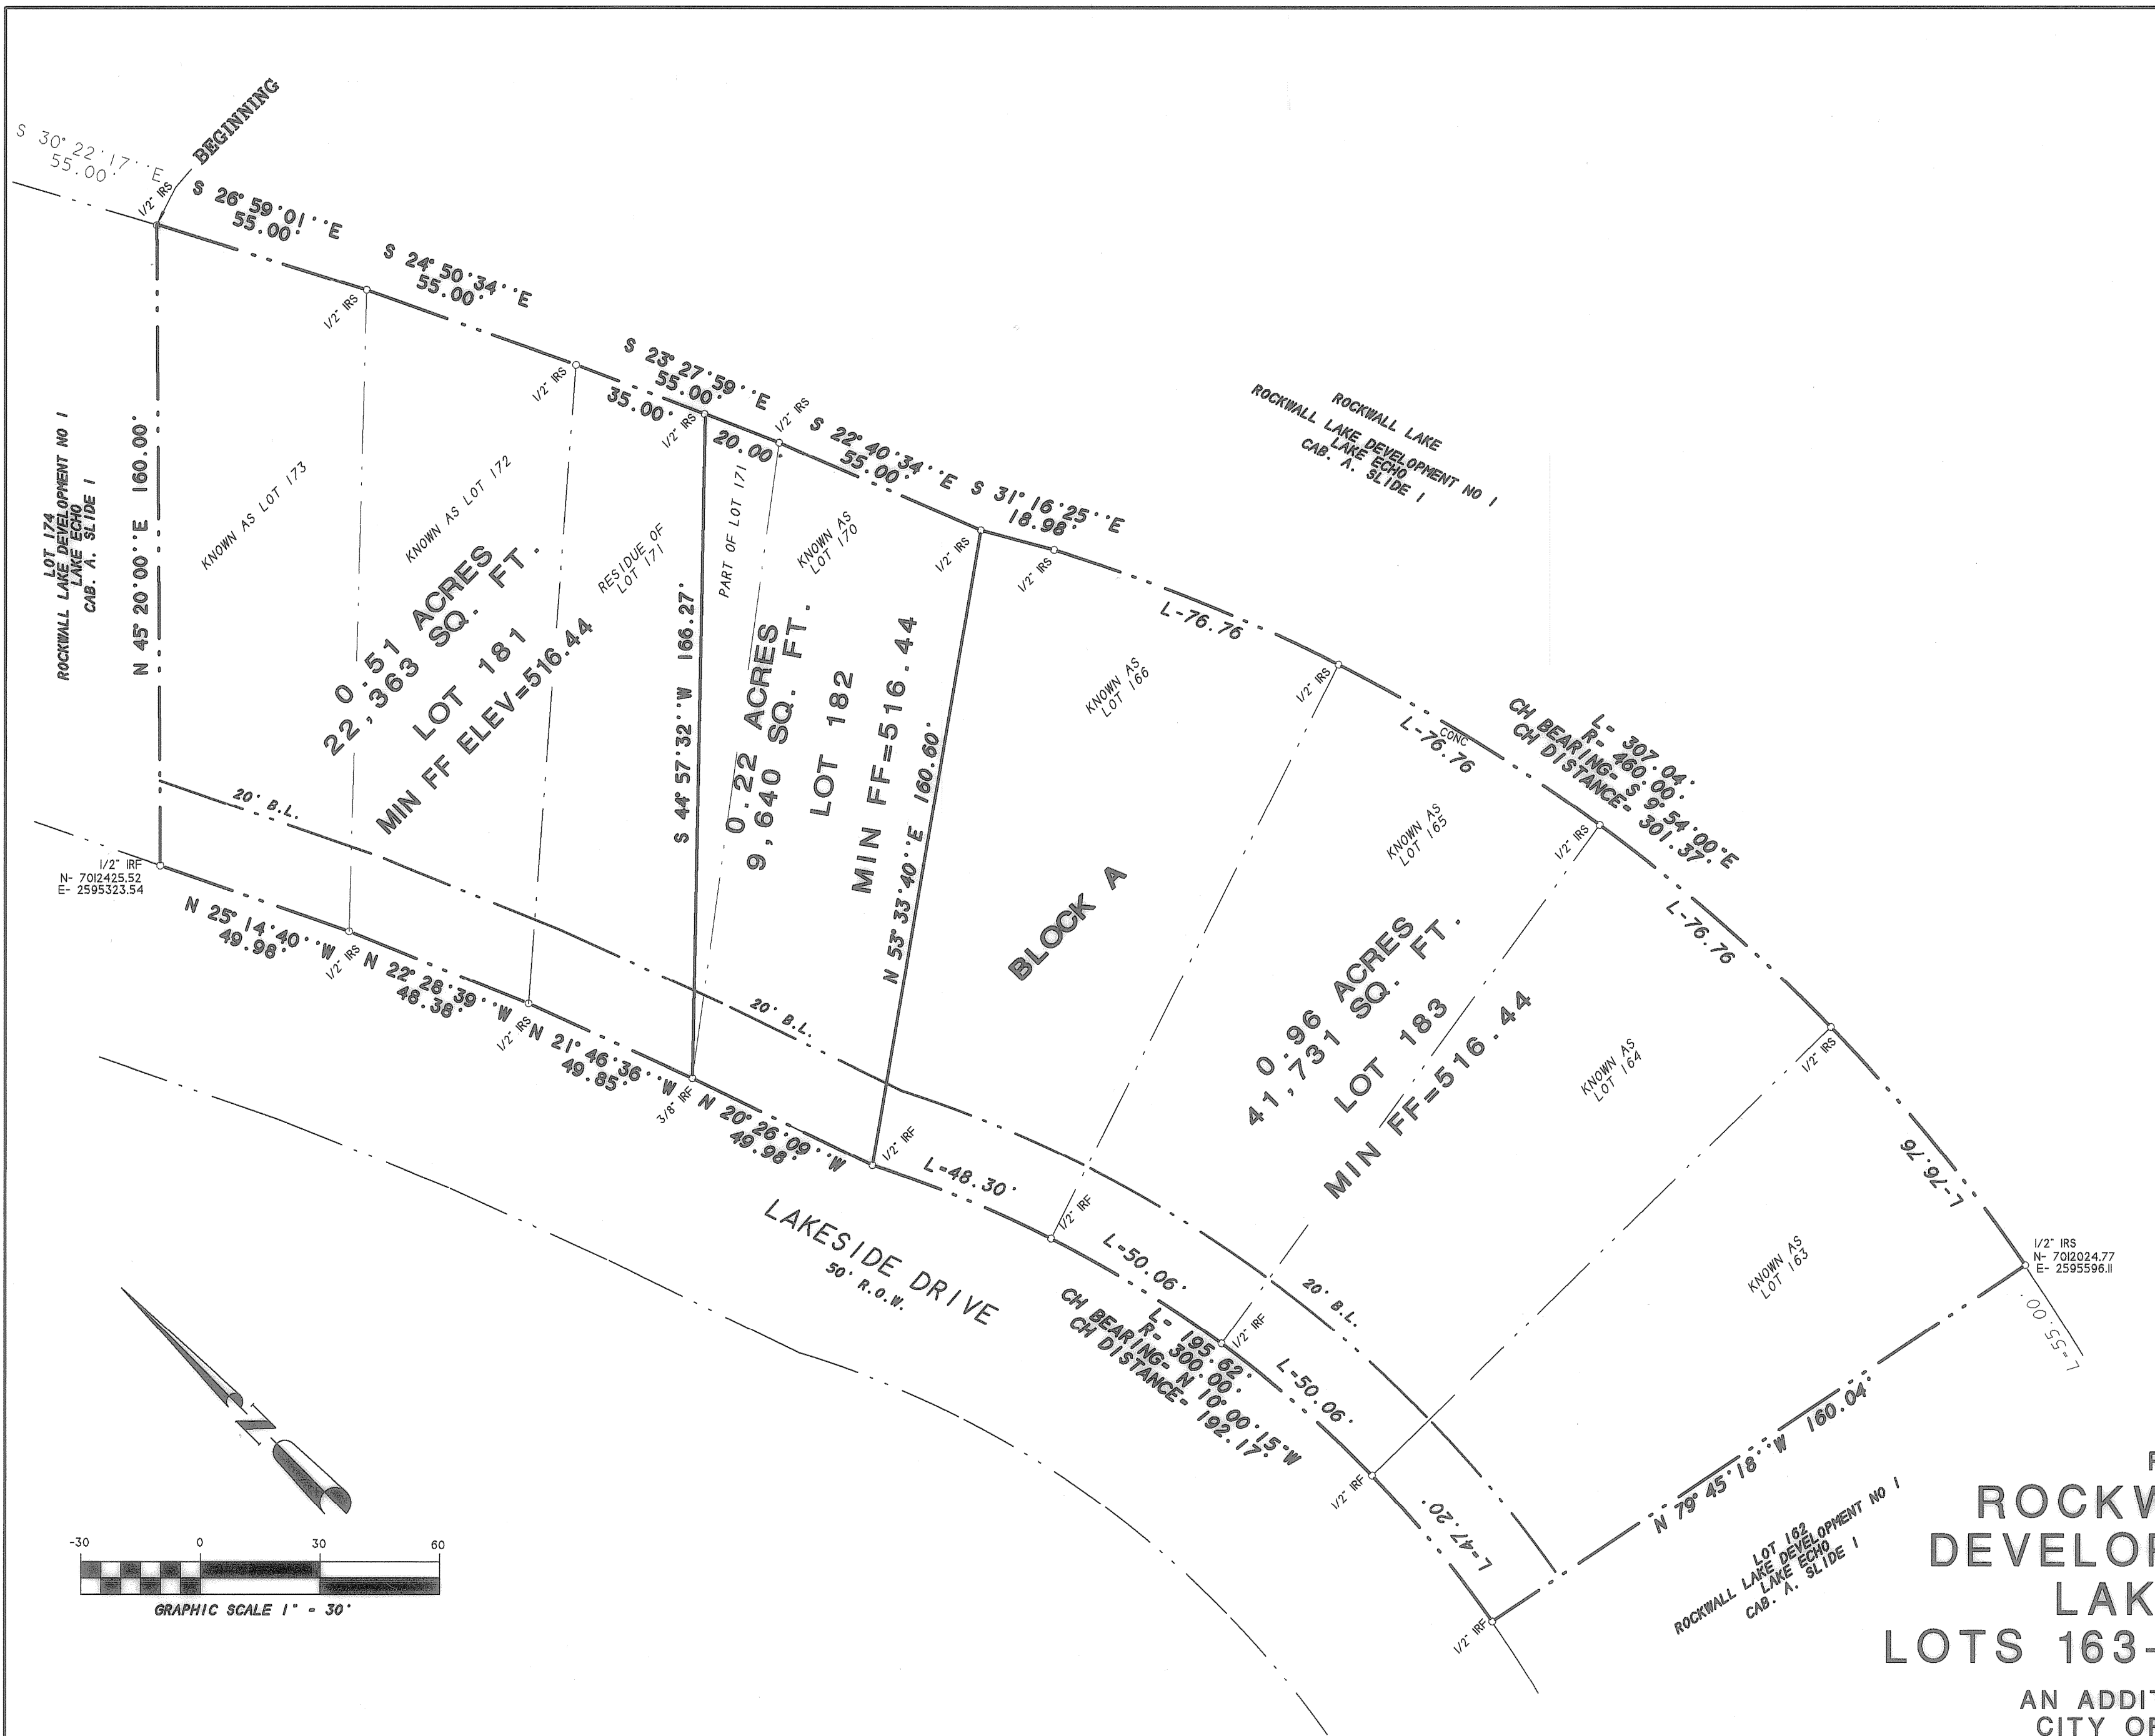 BEGINNING
S 30° 22' 17'' E
55.00'
1/2" IRS
S 26° 59' 01'' E
55.00'
1/2" IRS
S 24° 50' 34'' E
55.00'
1/2" IRS
S 23° 27' 59'' E
55.00'
35.00'
1/2" IRS
20.00'
1/2" IRS
S 22° 40' 34'' E
55.00'
1/2" IRS
S 31° 16' 25'' E
18.98'
1/2" IRS
ROCKWALL LAKE
ROCKWALL LAKE DEVELOPMENT NO 1
LAKE ECHO
CAB. A. SLIDE 1
LOT 174
ROCKWALL LAKE DEVELOPMENT NO 1
LAKE ECHO
CAB. A. SLIDE 1
N 45° 20' 00'' E 160.00'
KNOWN AS LOT 173
KNOWN AS LOT 172
RESIDUE OF
LOT 171
0.51 ACRES
22,363 SQ. FT.
LOT 181
MIN FF ELEV=516.44
S 44° 57' 32'' W 166.27'
PART OF LOT 171
KNOWN AS
LOT 170
0.22 ACRES
9,640 SQ. FT.
LOT 182
MIN FF=516.44
N 53° 33' 40'' E 160.60'
L-76.76
1/2" IRS
KNOWN AS
LOT 166
L-76.76
CONC
1/2" IRS
L- 307.04'
R- 460.00'
CH BEARING- S 9° 54' 00" E
CH DISTANCE- 301.37'
KNOWN AS
LOT 165
L-76.76
1/2" IRS
BLOCK A
0.96 ACRES
41,731 SQ. FT.
LOT 183
MIN FF=516.44
KNOWN AS
LOT 164
L-76.76
KNOWN AS
LOT 163
1/2" IRS
N- 7012024.77
E- 2595596.11
L-55.00'
20' B.L.
20' B.L.
20' B.L.
1/2" IRF
N- 7012425.52
E- 2595323.54
N 25° 14' 40'' W
49.98'
1/2" IRS
N 22° 28' 39'' W
48.38'
1/2" IRS
N 21° 46' 36'' W
49.85'
3/8" IRF
N 20° 26' 09'' W
49.98'
1/2" IRF
L-48.30'
1/2" IRF
L-50.06'
1/2" IRF
L- 195.62'
R- 300.00'
CH BEARING- N 10° 00' 15" W
CH DISTANCE- 192.17'
L-50.06'
1/2" IRF
L-47.20'
1/2" IRF
N 79° 45' 18'' W 160.04'
LOT 162
ROCKWALL LAKE DEVELOPMENT NO 1
LAKE ECHO
CAB. A. SLIDE 1
LAKESIDE DRIVE
50' R.O.W.
N
-30 0 30 60
GRAPHIC SCALE 1" - 30'
ROCKW
DEVELOP
LAK
LOTS 163-
AN ADDIT
CITY OF